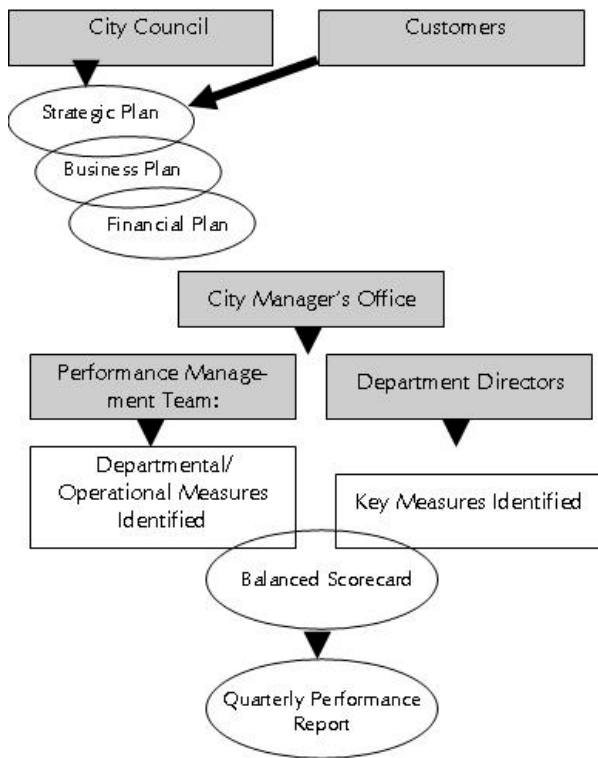 City Council
Customers
Strategic Plan
Business Plan
Financial Plan
City Manager's Office
Performance Manage-
ment Team:
Department Directors
Departmental/
Operational Measures
Identified
Key Measures Identified
Balanced Scorecard
Quarterly Performance
Report